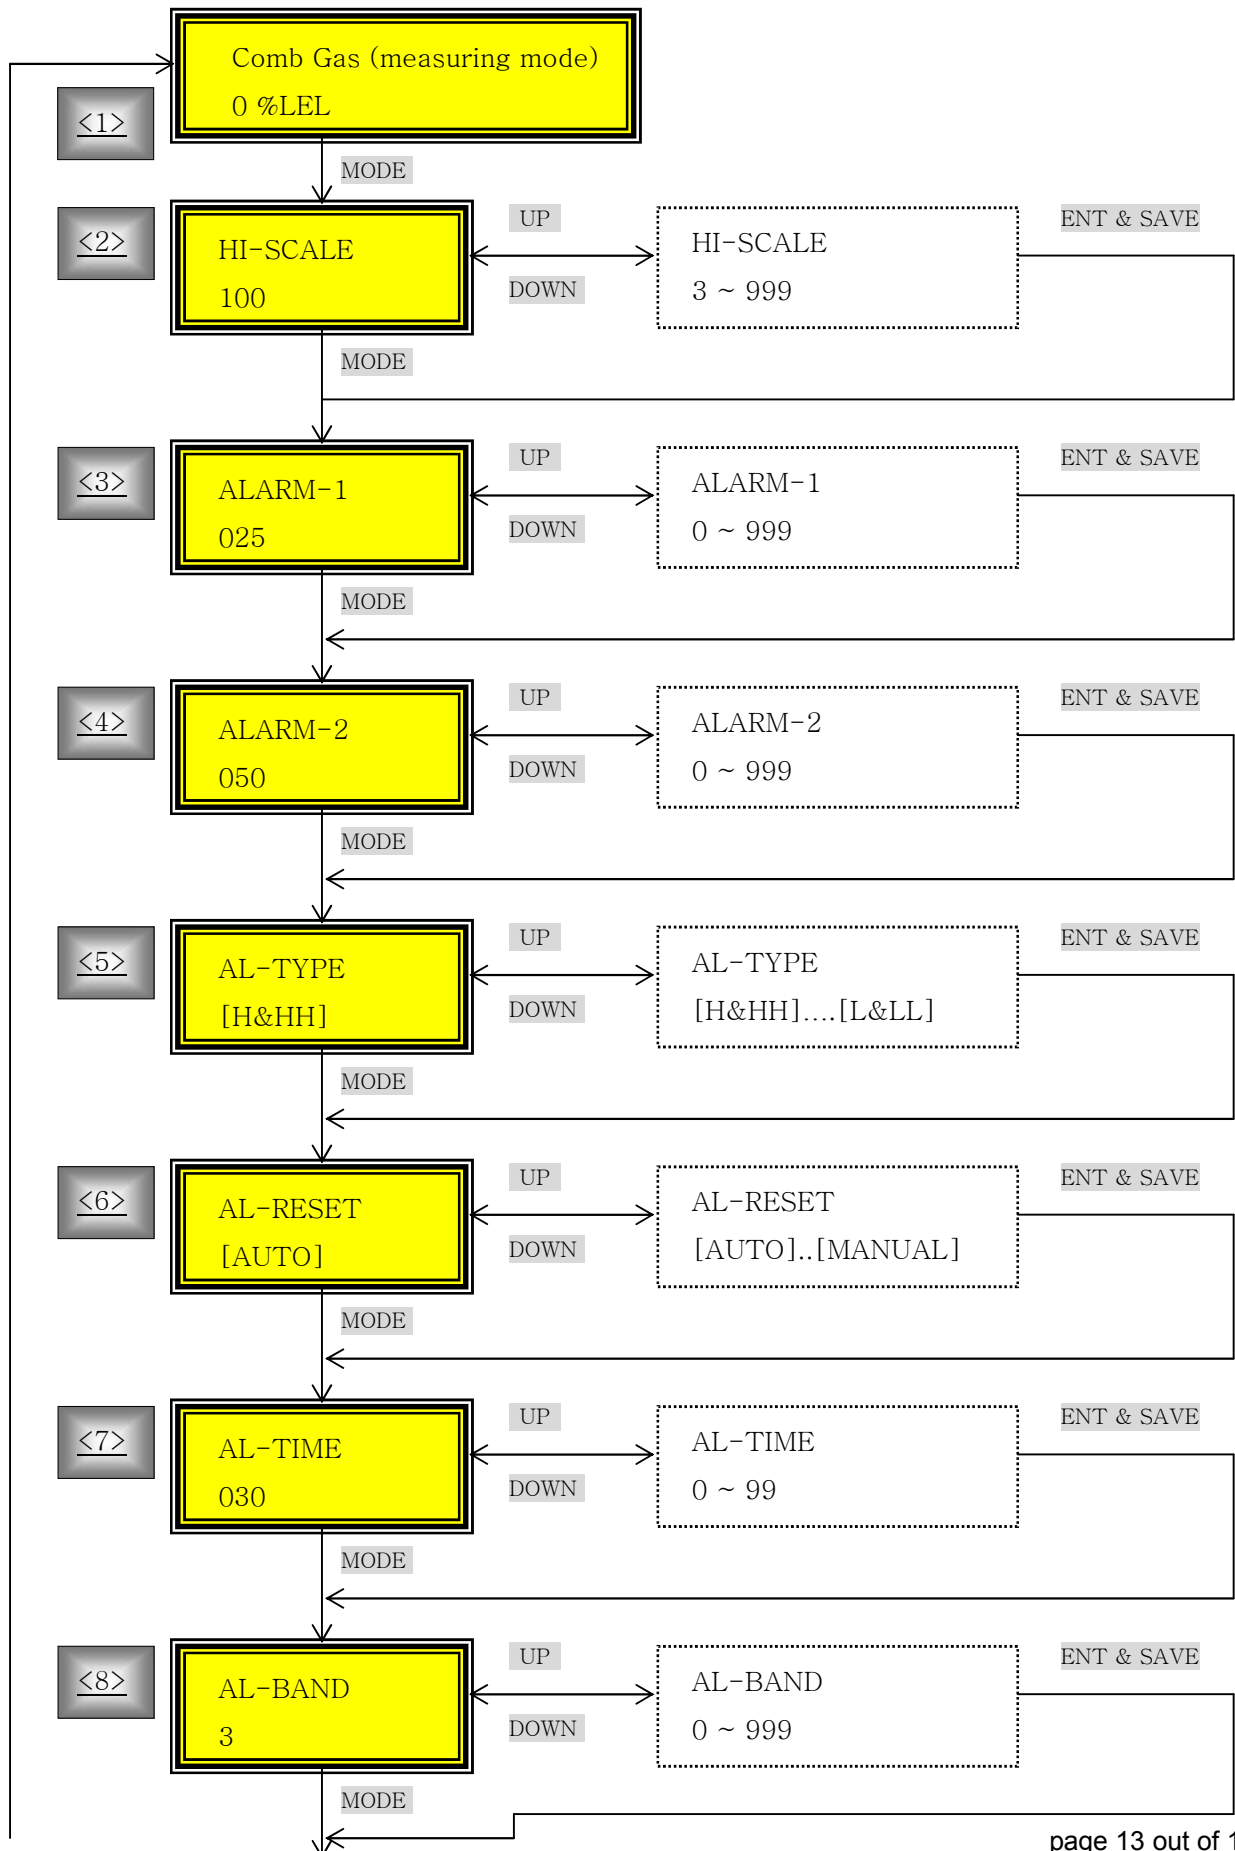 Comb Gas (measuring mode)
0 %LEL
<1>
MODE
<2>
HI-SCALE
100
UP
DOWN
HI-SCALE
3 ~ 999
ENT & SAVE
MODE
<3>
ALARM-1
025
UP
DOWN
ALARM-1
0 ~ 999
ENT & SAVE
MODE
<4>
ALARM-2
050
UP
DOWN
ALARM-2
0 ~ 999
ENT & SAVE
MODE
<5>
AL-TYPE
[H&HH]
UP
DOWN
AL-TYPE
[H&HH]....[L&LL]
ENT & SAVE
MODE
<6>
AL-RESET
[AUTO]
UP
DOWN
AL-RESET
[AUTO]..[MANUAL]
ENT & SAVE
MODE
<7>
AL-TIME
030
UP
DOWN
AL-TIME
0 ~ 99
ENT & SAVE
MODE
<8>
AL-BAND
3
UP
DOWN
AL-BAND
0 ~ 999
ENT & SAVE
MODE
page 13 out of 1